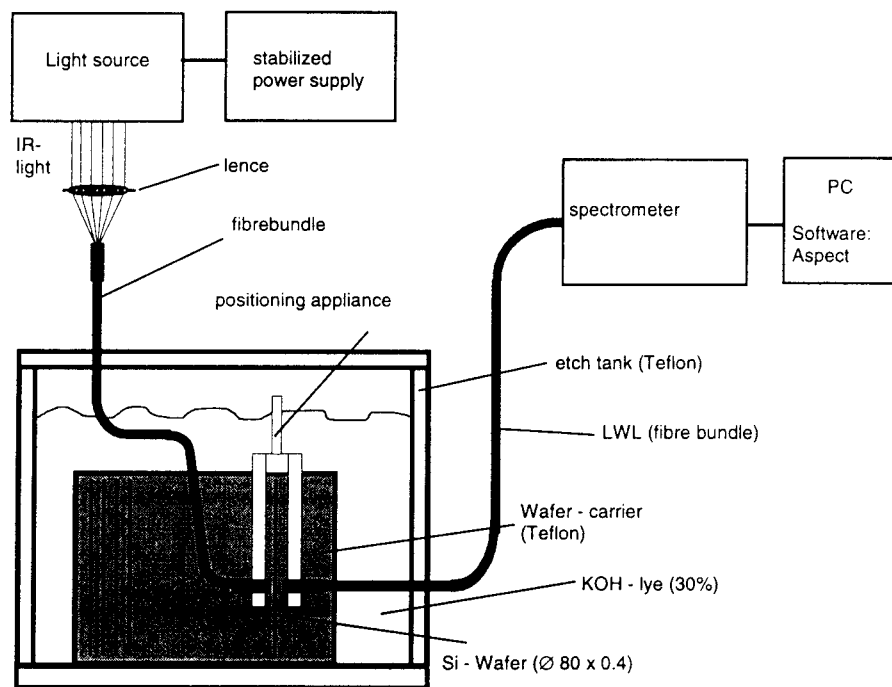 Light source
stabilized
power supply
IR-
light
lence
fibrebundle
positioning appliance
spectrometer
PC
Software:
Aspect
etch tank (Teflon)
LWL (fibre bundle)
Wafer - carrier
(Teflon)
KOH - lye (30%)
Si - Wafer (Ø 80 x 0.4)